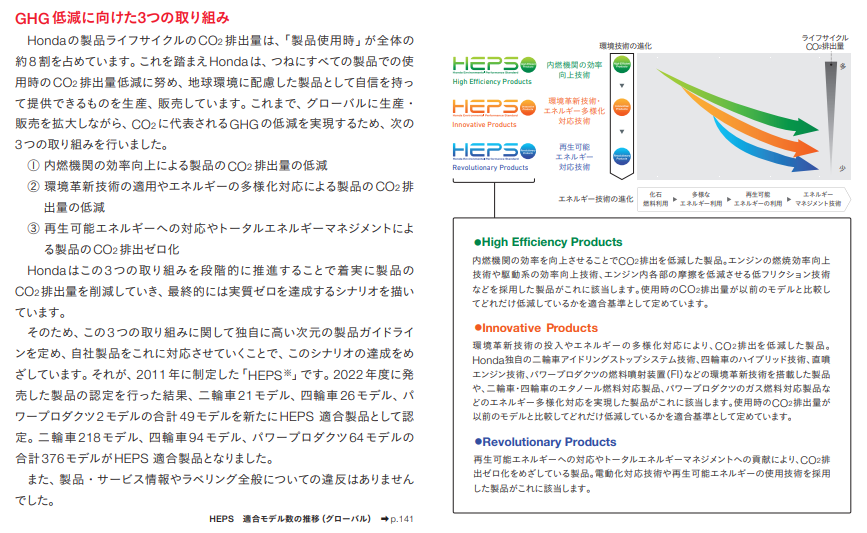 GHG低減に向けた3つの取り組み
Hondaの製品ライフサイクルのCO2排出量は、「製品使用時」が全体の
約8割を占めています。これを踏まえHondaは、つねにすべての製品での使
用時のCO2排出量低減に努め、地球環境に配慮した製品として自信を持っ
て提供できるものを生産、販売しています。これまで、グローバルに生産・
販売を拡大しながら、CO2に代表されるGHGの低減を実現するため、次の
3つの取り組みを行いました。
① 内燃機関の効率向上による製品のCO2排出量の低減
② 環境革新技術の適用やエネルギーの多様化対応による製品のCO2排
出量の低減
③ 再生可能エネルギーへの対応やトータルエネルギーマネジメントによ
る製品のCO2排出ゼロ化
Hondaはこの3つの取り組みを段階的に推進することで着実に製品の
CO2排出量を削減していき、最終的には実質ゼロを達成するシナリオを描い
ています。
そのため、この3つの取り組みに関して独自に高い次元の製品ガイドライ
ンを定め、自社製品をこれに対応させていくことで、このシナリオの達成をめ
ざしています。それが、2011年に制定した「HEPS※」です。2022年度に発
売した製品の認定を行った結果、二輪車21モデル、四輪車26モデル、パ
ワープロダクツ2モデルの合計49モデルを新たにHEPS 適合製品として認
定。二輪車218モデル、四輪車94モデル、パワープロダクツ64モデルの
合計376モデルがHEPS 適合製品となりました。
また、製品・サービス情報やラベリング全般についての違反はありません
でした。
HEPS 適合モデル数の推移(グローバル) ➡p.141
環境技術の進化
ライフサイクル
CO2排出量
HEPS
Honda Environmental Performance Standard
High Efficiency Products
内燃機関の効率
向上技術
多
HEPS
Honda Environmental Performance Standard
Innovative Products
環境革新技術・
エネルギー多様化
対応技術
HEPS
Honda Environmental Performance Standard
Revolutionary Products
再生可能
エネルギー
対応技術
少
エネルギー技術の進化
化石
燃料利用
多様な
エネルギー利用
再生可能
エネルギーの利用
エネルギー
マネジメント技術
●High Efficiency Products
内燃機関の効率を向上させることでCO2排出を低減した製品。エンジンの燃焼効率向上
技術や駆動系の効率向上技術、エンジン内各部の摩擦を低減させる低フリクション技術
などを採用した製品がこれに該当します。使用時のCO2排出量が以前のモデルと比較し
てどれだけ低減しているかを適合基準として定めています。
●Innovative Products
環境革新技術の投入やエネルギーの多様化対応により、CO2排出を低減した製品。
Honda独自の二輪車アイドリングストップシステム技術、四輪車のハイブリッド技術、直噴
エンジン技術、パワープロダクツの燃料噴射装置(FI)などの環境革新技術を搭載した製品
や、二輪車・四輪車のエタノール燃料対応製品、パワープロダクツのガス燃料対応製品な
どのエネルギー多様化対応を実現した製品がこれに該当します。使用時のCO2排出量が
以前のモデルと比較してどれだけ低減しているかを適合基準として定めています。
●Revolutionary Products
再生可能エネルギーへの対応やトータルエネルギーマネジメントへの貢献により、CO2排
出ゼロ化をめざしている製品。電動化対応技術や再生可能エネルギーの使用技術を採用
した製品がこれに該当します。